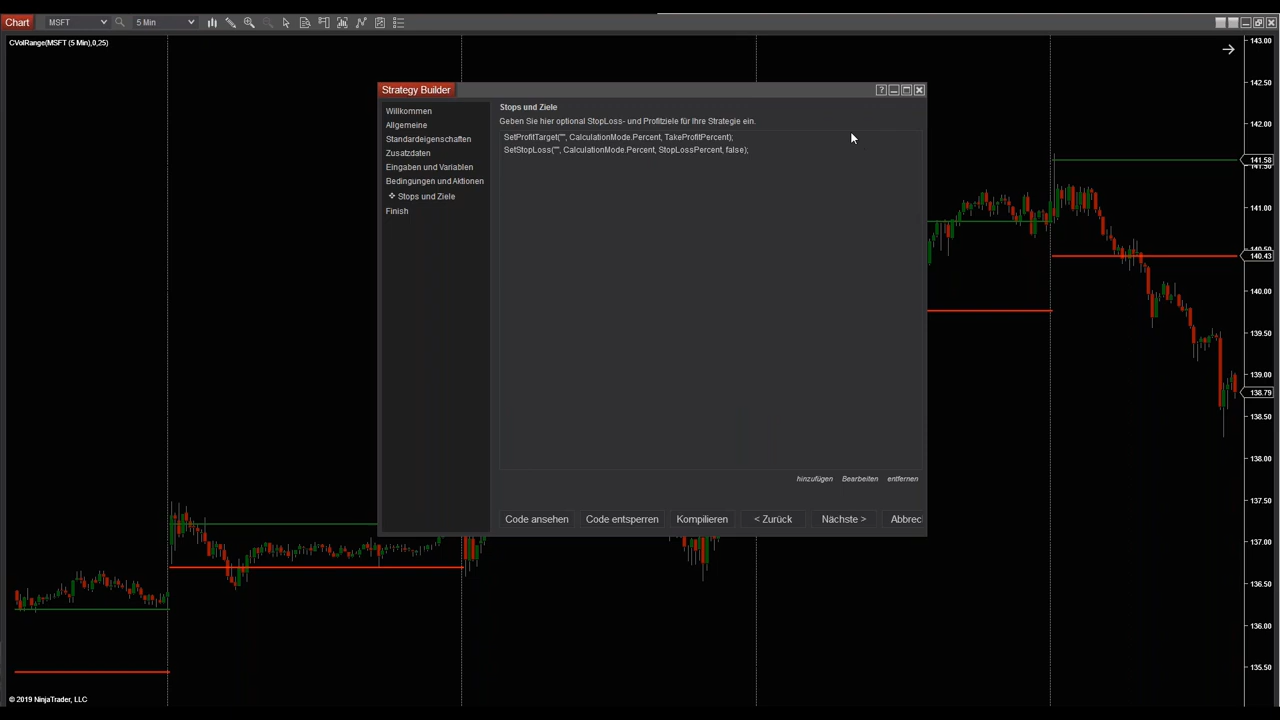 Chart MSFT 5 Min
CVolRange(MSFT (5 Min),0,25)
Strategy Builder
?
Willkommen
Allgemeine
Standardeigenschaften
Zusatzdaten
Eingaben und Variablen
Bedingungen und Aktionen
Stops und Ziele
Finish
Stops und Ziele
Geben Sie hier optional StopLoss- und Profitziele für Ihre Strategie ein.
SetProfitTarget("", CalculationMode.Percent, TakeProfitPercent);
SetStopLoss("", CalculationMode.Percent, StopLossPercent, false);
hinzufügen Bearbeiten entfernen
Code ansehen Code entsperren Kompilieren < Zurück Nächste > Abbrec
143.00
142.50
142.00
141.58
141.50
141.00
140.50
140.43
140.00
139.50
139.00
138.79
138.50
138.00
137.50
137.00
136.50
136.00
135.50
© 2019 NinjaTrader, LLC